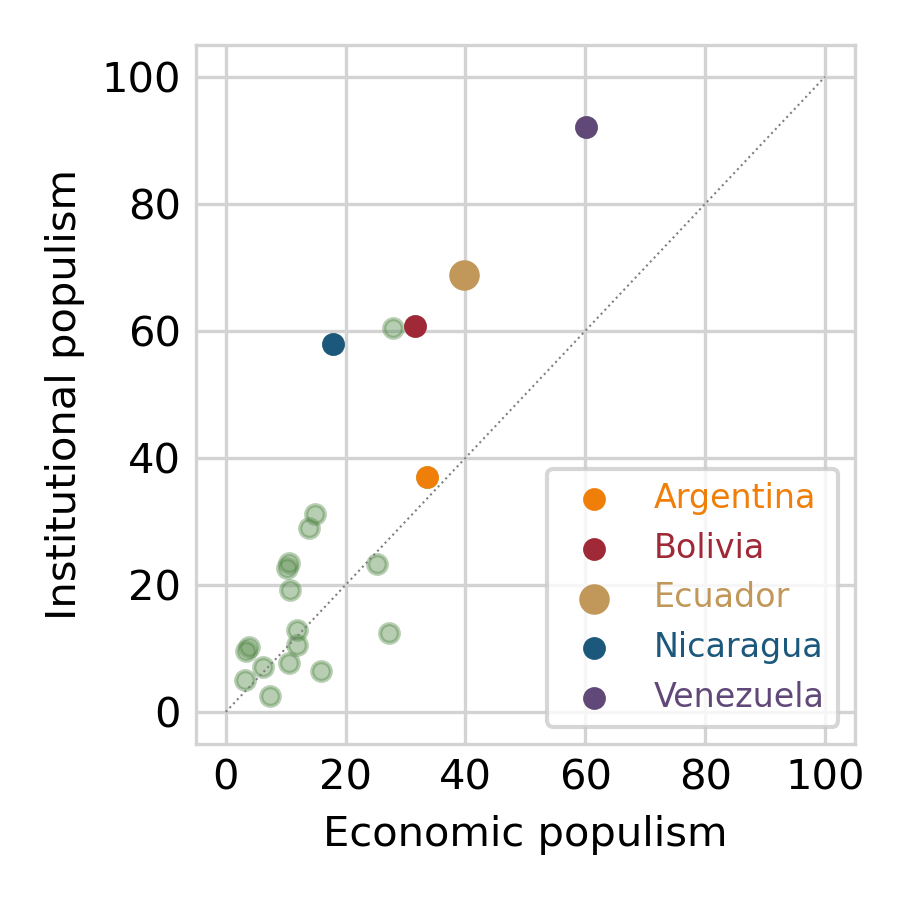 100
80
60
40
20
0
Institutional populism
Argentina
Bolivia
Ecuador
Nicaragua
Venezuela
0 20 40 60 80 100
Economic populism